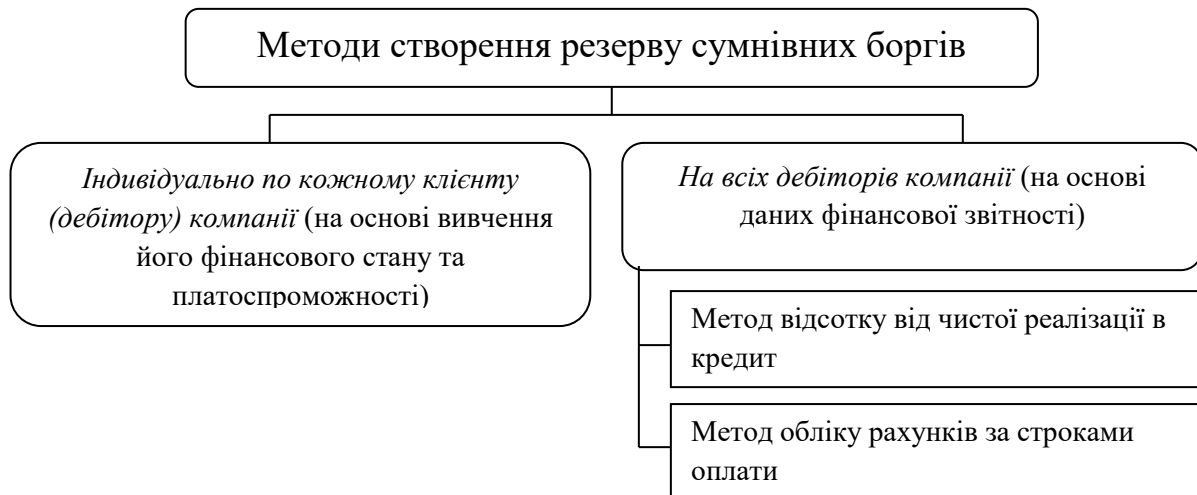 Методи створення резерву сумнівних боргів
Індивідуально по кожному клієнту
(дебітору) компанії (на основі вивчення
його фінансового стану та
платоспроможності)
На всіх дебіторів компанії (на основі
даних фінансової звітності)
Метод відсотку від чистої реалізації в
кредит
Метод обліку рахунків за строками
оплати